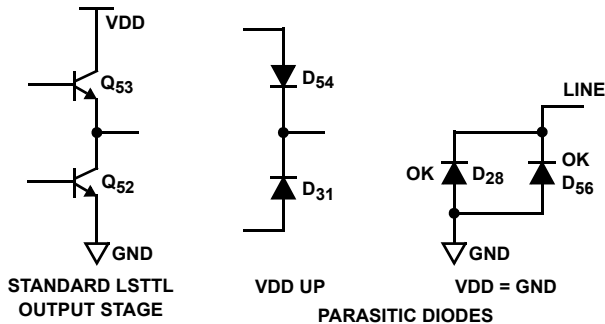 VDD
Q53
Q52
GND
STANDARD LSTTL
OUTPUT STAGE
D54
D31
VDD UP
LINE
OK
D28
OK
D56
GND
VDD = GND
PARASITIC DIODES